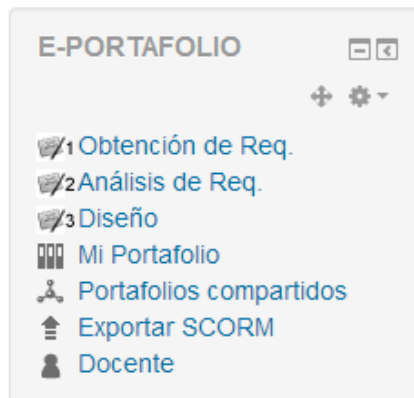 E-PORTAFOLIO
1 Obtención de Req.
2 Análisis de Req.
3 Diseño
Mi Portafolio
Portafolios compartidos
Exportar SCORM
Docente